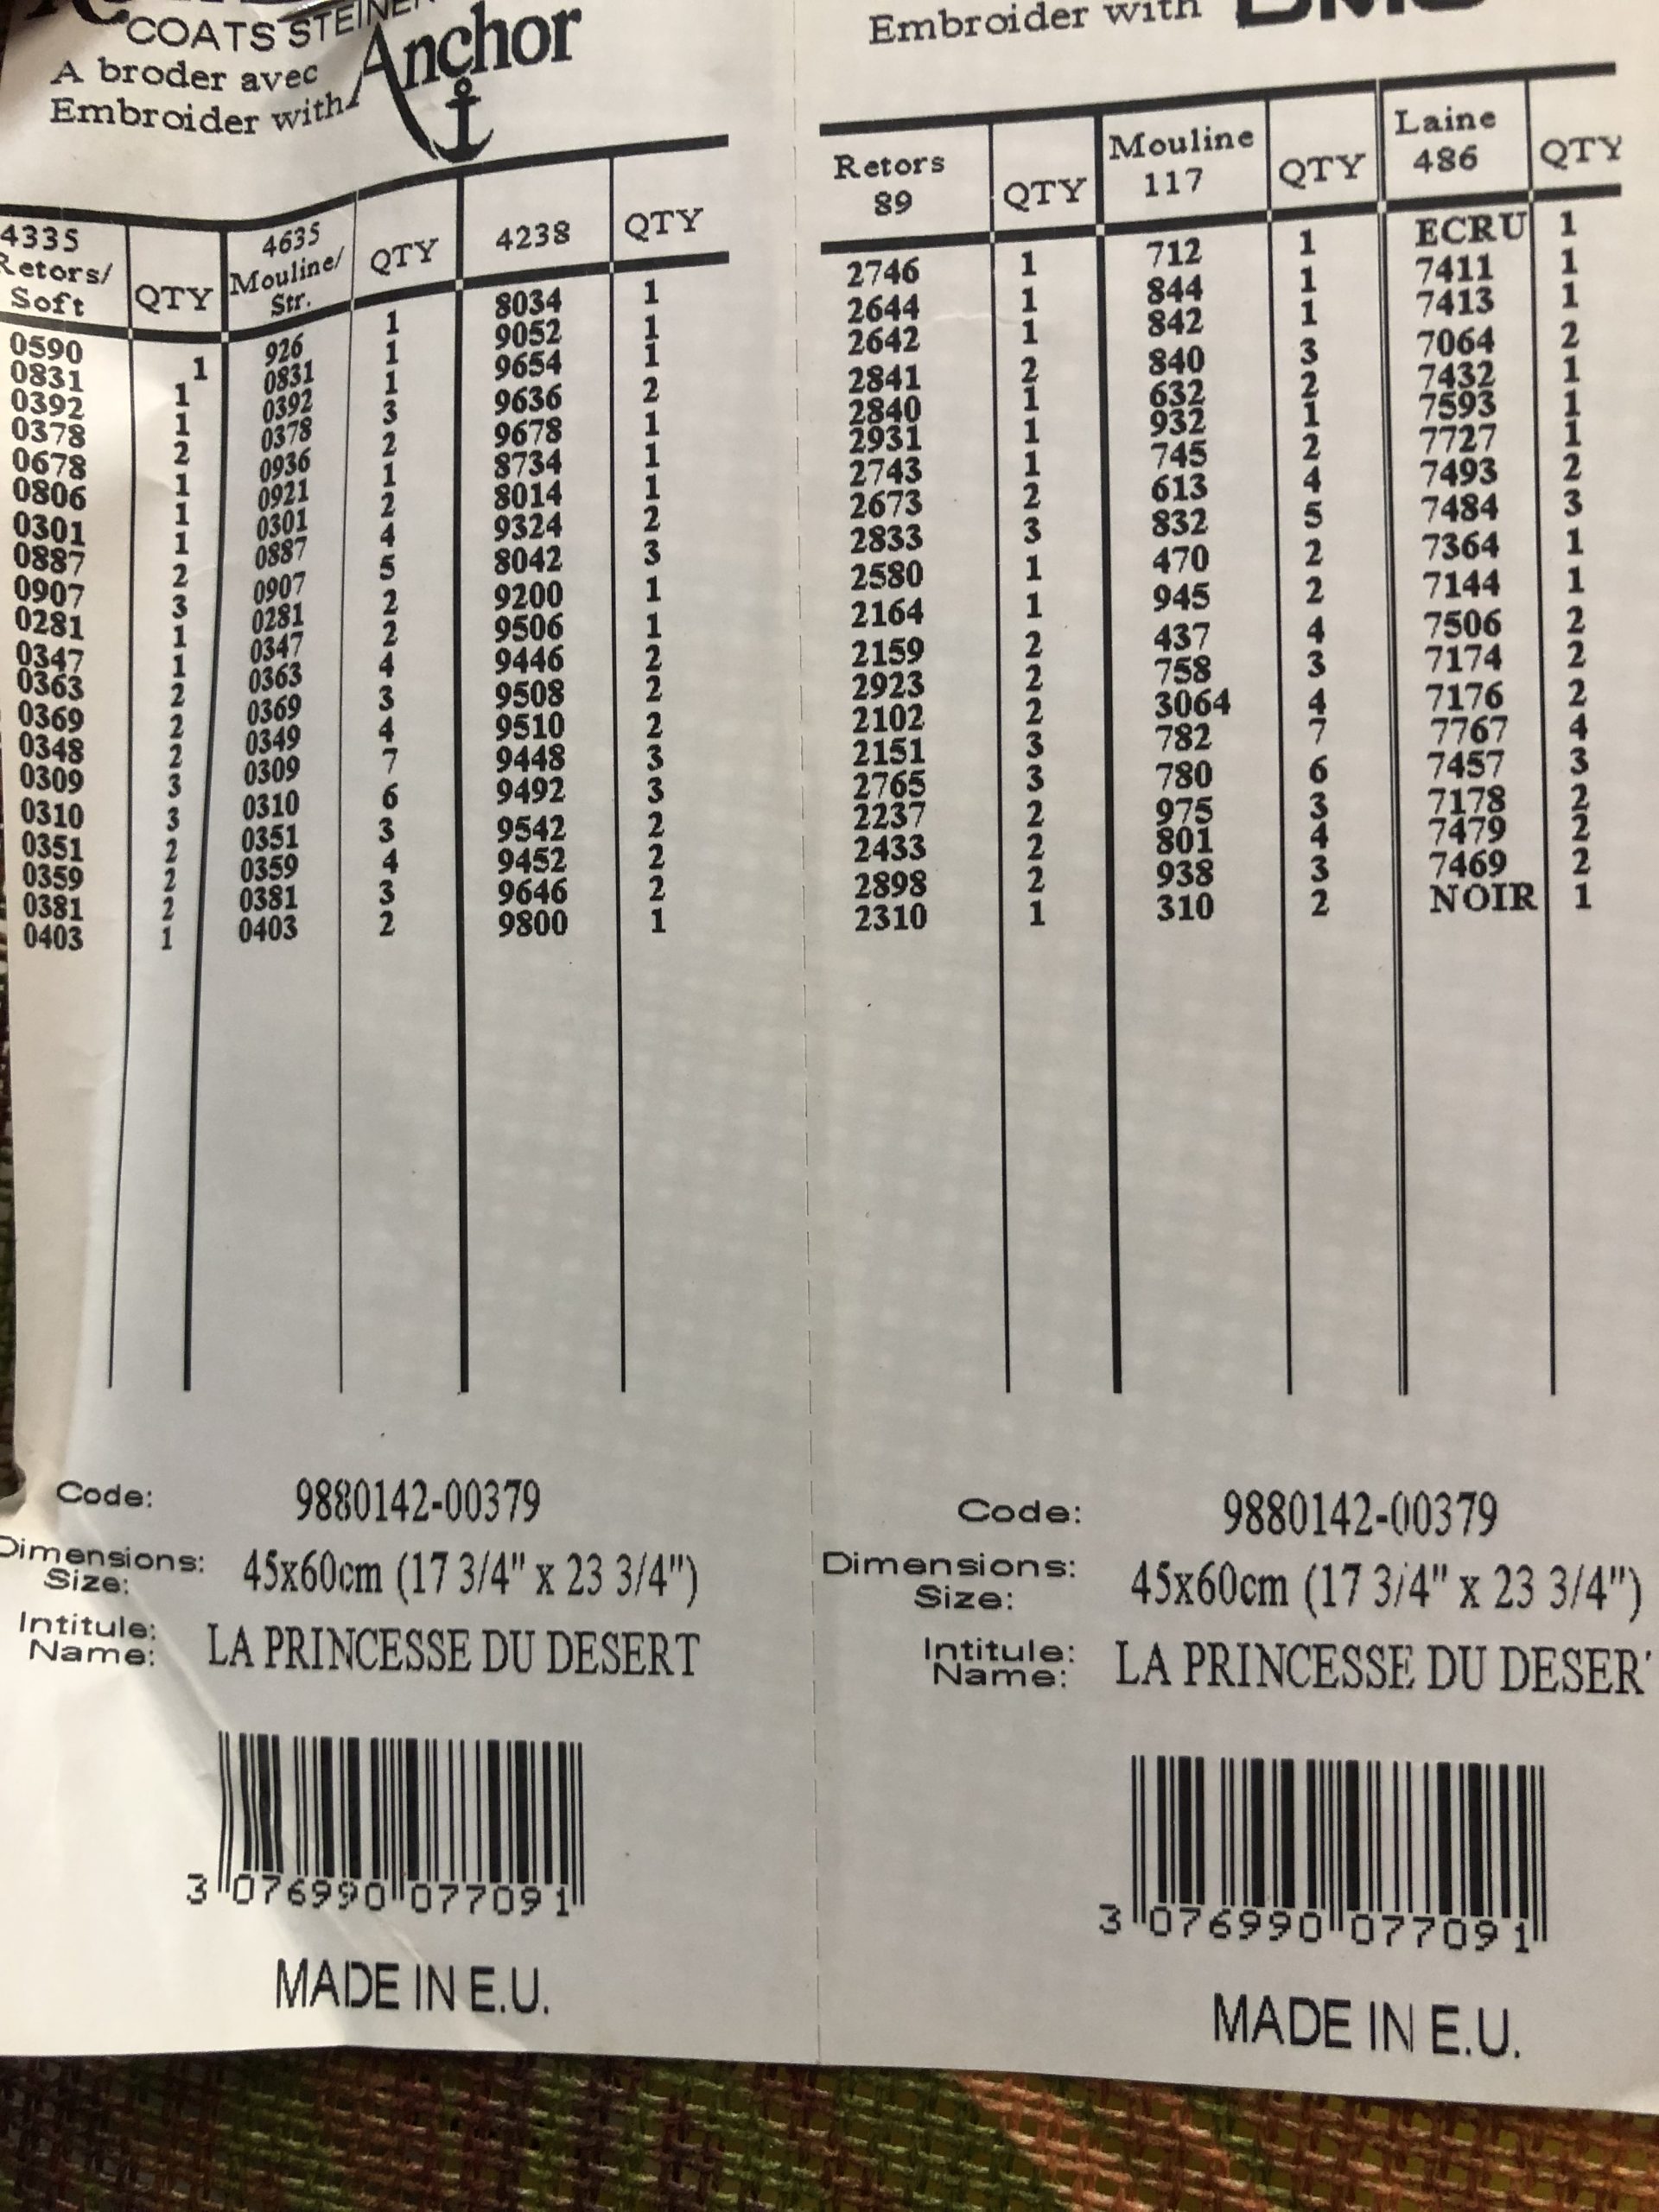 COATS STEINER
A broder avec
Embroider with Anchor
4335 Retors/ Soft QTY 4635 Mouline/ Str. QTY 4238 QTY
0590 1 926 1 8034 1
0831 1 0831 1 9052 1
0392 1 0392 1 9654 1
0378 2 0378 3 9636 2
0678 1 0936 2 9678 1
0806 1 0921 1 8734 1
0301 1 0301 2 8014 1
0887 2 0887 4 9324 2
0907 3 0907 5 8042 3
0281 1 0281 2 9200 1
0347 1 0347 2 9506 1
0363 2 0363 4 9446 2
0369 2 0369 3 9508 2
0348 2 0349 4 9510 2
0309 3 0309 7 9448 3
0310 3 0310 6 9492 3
0351 2 0351 3 9542 2
0359 2 0359 4 9452 2
0381 2 0381 3 9646 2
0403 1 0403 2 9800 1
Code: 9880142-00379
Dimensions: Size: 45x60cm (17 3/4" x 23 3/4")
Intitule: Name: LA PRINCESSE DU DESERT
3 076990 077091
MADE IN E.U.
Embroider with DMC
Retors 89 QTY Mouline 117 QTY Laine 486 QTY
2746 1 712 1 ECRU 1
2644 1 844 1 7411 1
2642 1 842 1 7413 1
2841 2 840 3 7064 2
2840 1 632 2 7432 1
2931 1 932 1 7593 1
2743 1 745 2 7727 1
2673 2 613 4 7493 2
2833 3 832 5 7484 3
2580 1 470 2 7364 1
2164 1 945 2 7144 1
2159 2 437 4 7506 2
2923 2 758 3 7174 2
2102 2 3064 4 7176 2
2151 3 782 7 7767 4
2765 3 780 6 7457 3
2237 2 975 3 7178 2
2433 2 801 4 7479 2
2898 2 938 3 7469 2
2310 1 310 2 NOIR 1
Code: 9880142-00379
Dimensions: Size: 45x60cm (17 3/4" x 23 3/4")
Intitule: Name: LA PRINCESSE DU DESER
3 076990 077091
MADE IN E.U.